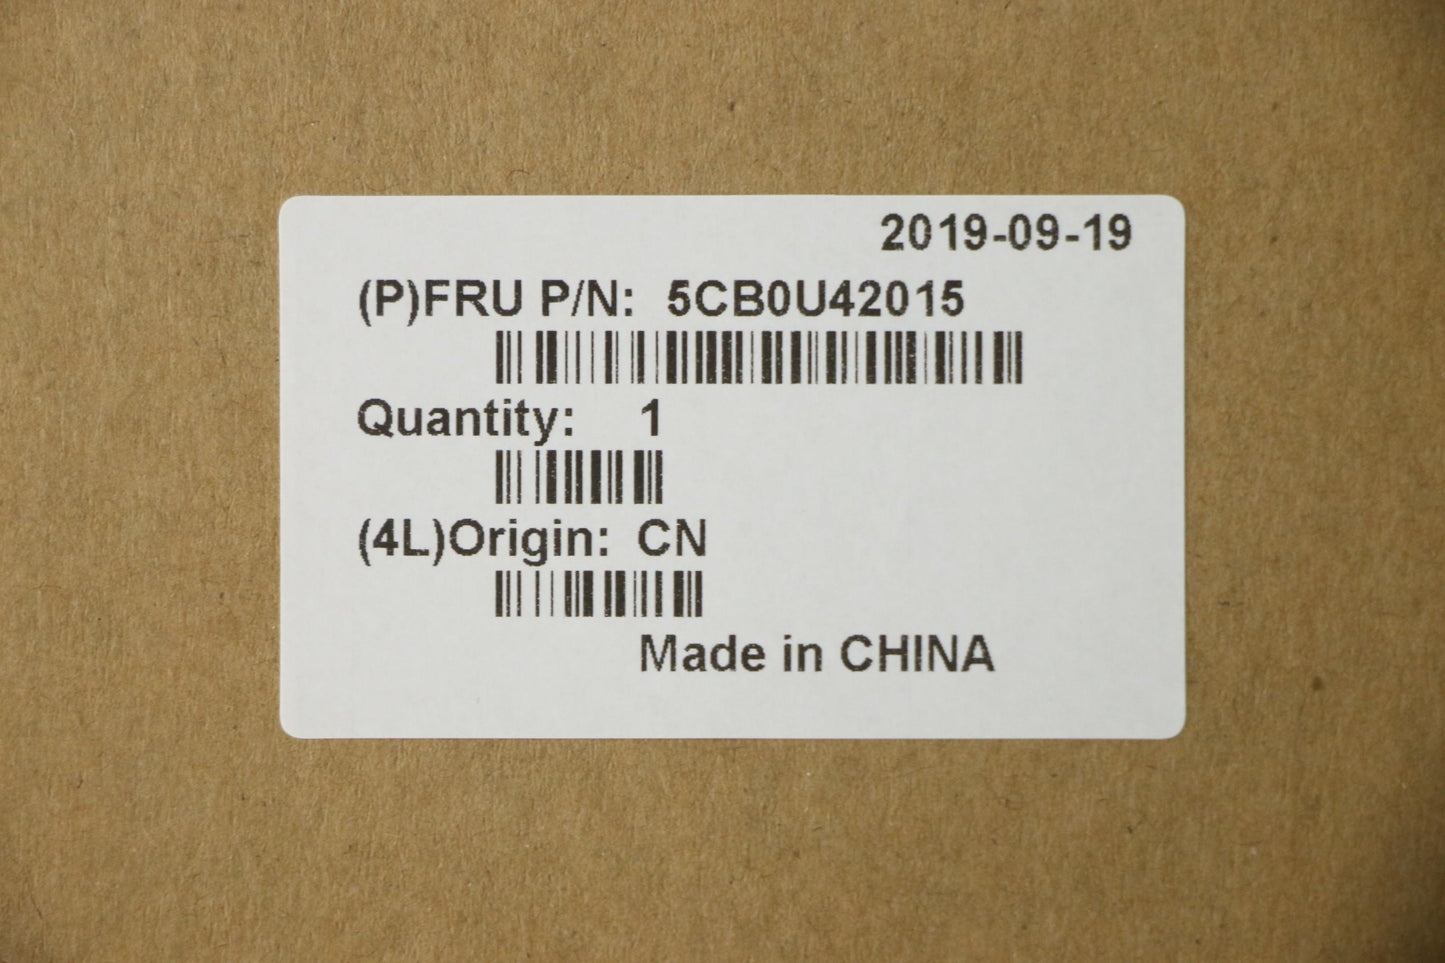 2019-09-19
(P)FRU P/N: 5CB0U42015
Quantity: 1
(4L)Origin: CN
Made in CHINA